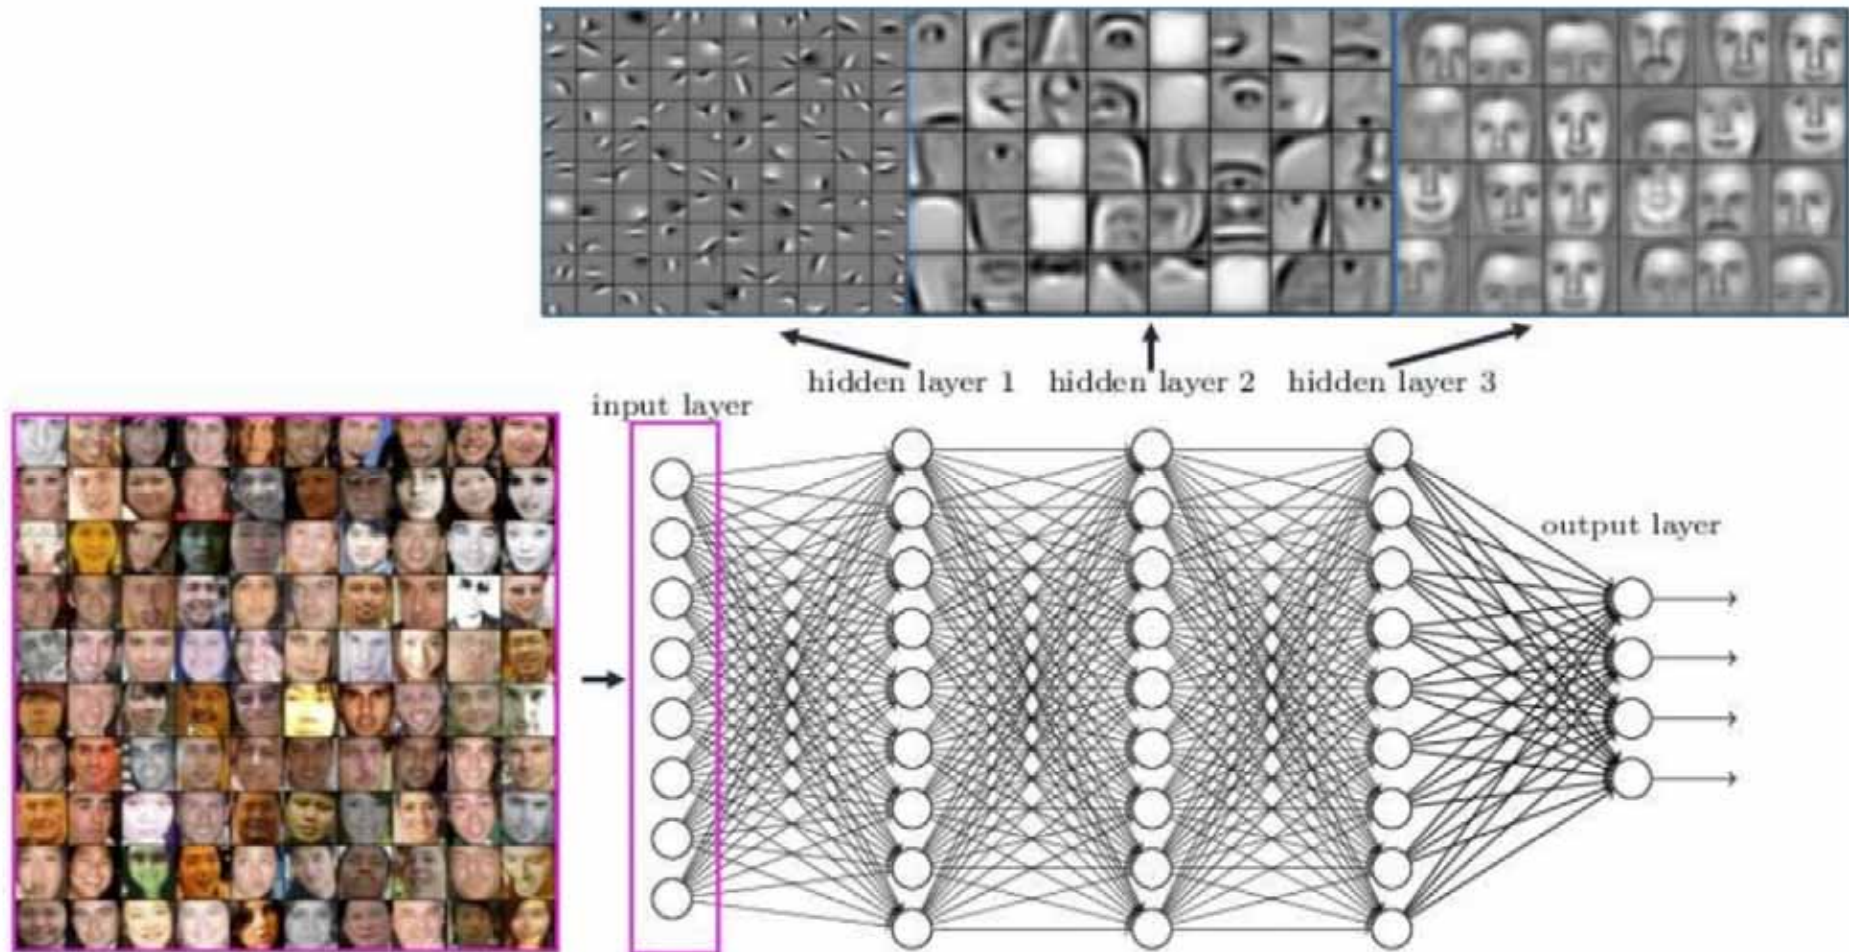 hidden layer 1
hidden layer 2
hidden layer 3
input layer
output layer